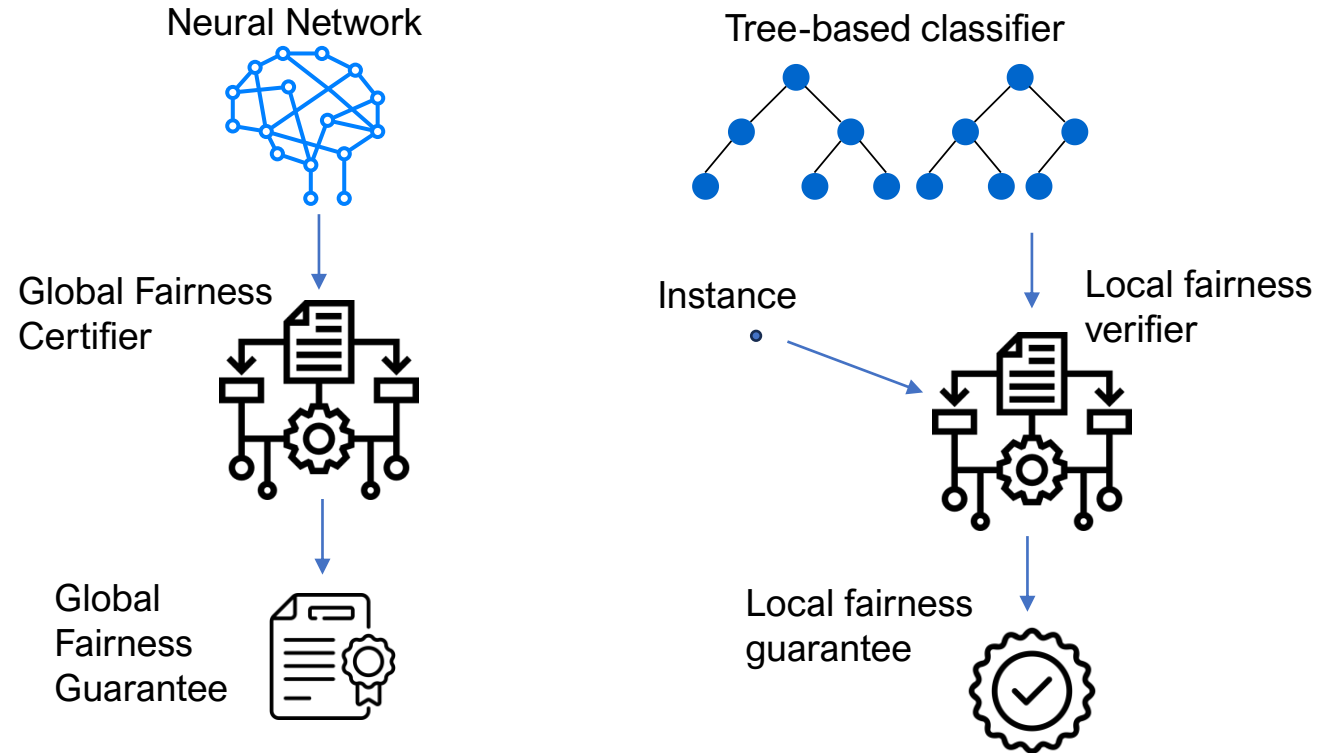 Neural Network
Global Fairness
Certifier
Global
Fairness
Guarantee
Tree-based classifier
Instance
Local fairness
verifier
Local fairness
guarantee